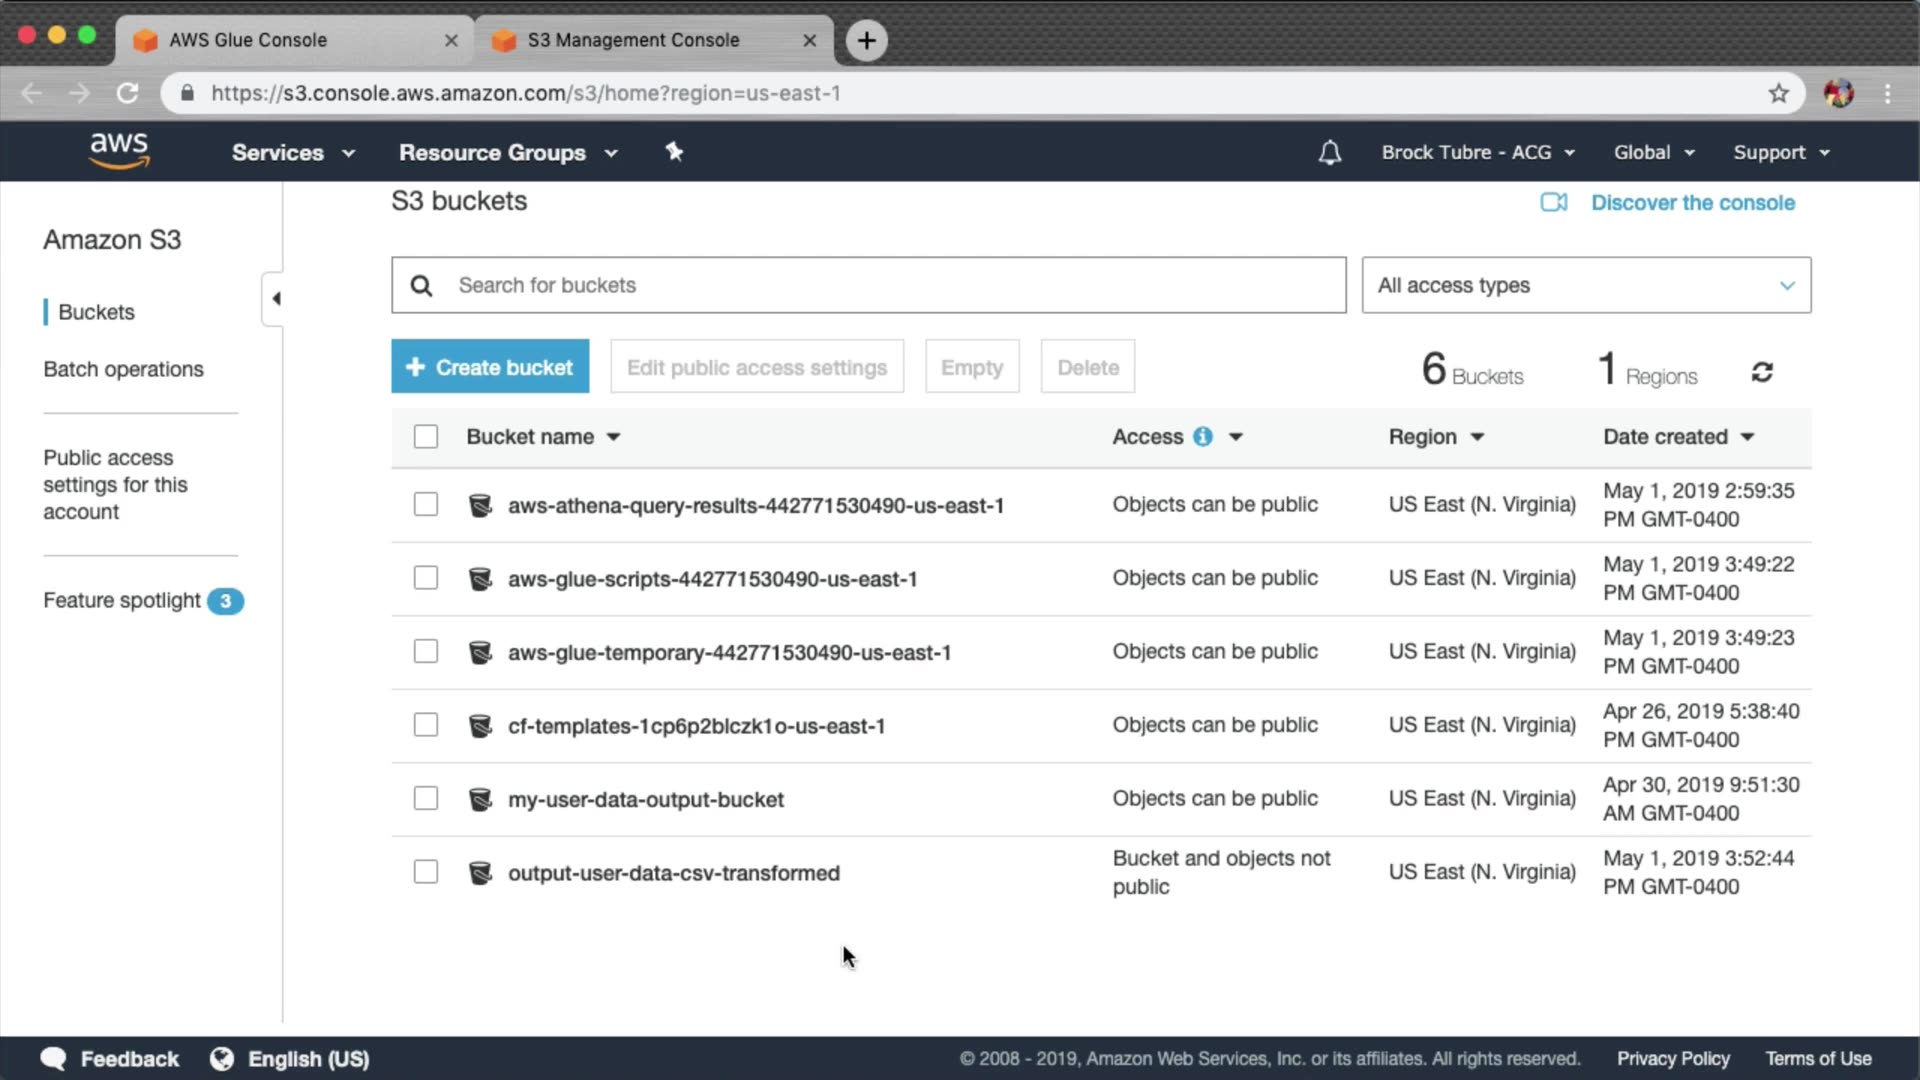 AWS Glue Console
S3 Management Console
https://s3.console.aws.amazon.com/s3/home?region=us-east-1
aws
Services
Resource Groups
Brock Tubre - ACG
Global
Support
Amazon S3
Buckets
Batch operations
Public access
settings for this
account
Feature spotlight 3
S3 buckets
Discover the console
Search for buckets
All access types
+ Create bucket
Edit public access settings
Empty
Delete
6 Buckets
1 Regions
Bucket name
Access
Region
Date created
aws-athena-query-results-442771530490-us-east-1
Objects can be public
US East (N. Virginia)
May 1, 2019 2:59:35
PM GMT-0400
aws-glue-scripts-442771530490-us-east-1
Objects can be public
US East (N. Virginia)
May 1, 2019 3:49:22
PM GMT-0400
aws-glue-temporary-442771530490-us-east-1
Objects can be public
US East (N. Virginia)
May 1, 2019 3:49:23
PM GMT-0400
cf-templates-1cp6p2blczk1o-us-east-1
Objects can be public
US East (N. Virginia)
Apr 26, 2019 5:38:40
PM GMT-0400
my-user-data-output-bucket
Objects can be public
US East (N. Virginia)
Apr 30, 2019 9:51:30
AM GMT-0400
output-user-data-csv-transformed
Bucket and objects not
public
US East (N. Virginia)
May 1, 2019 3:52:44
PM GMT-0400
Feedback
English (US)
© 2008 - 2019, Amazon Web Services, Inc. or its affiliates. All rights reserved.
Privacy Policy
Terms of Use